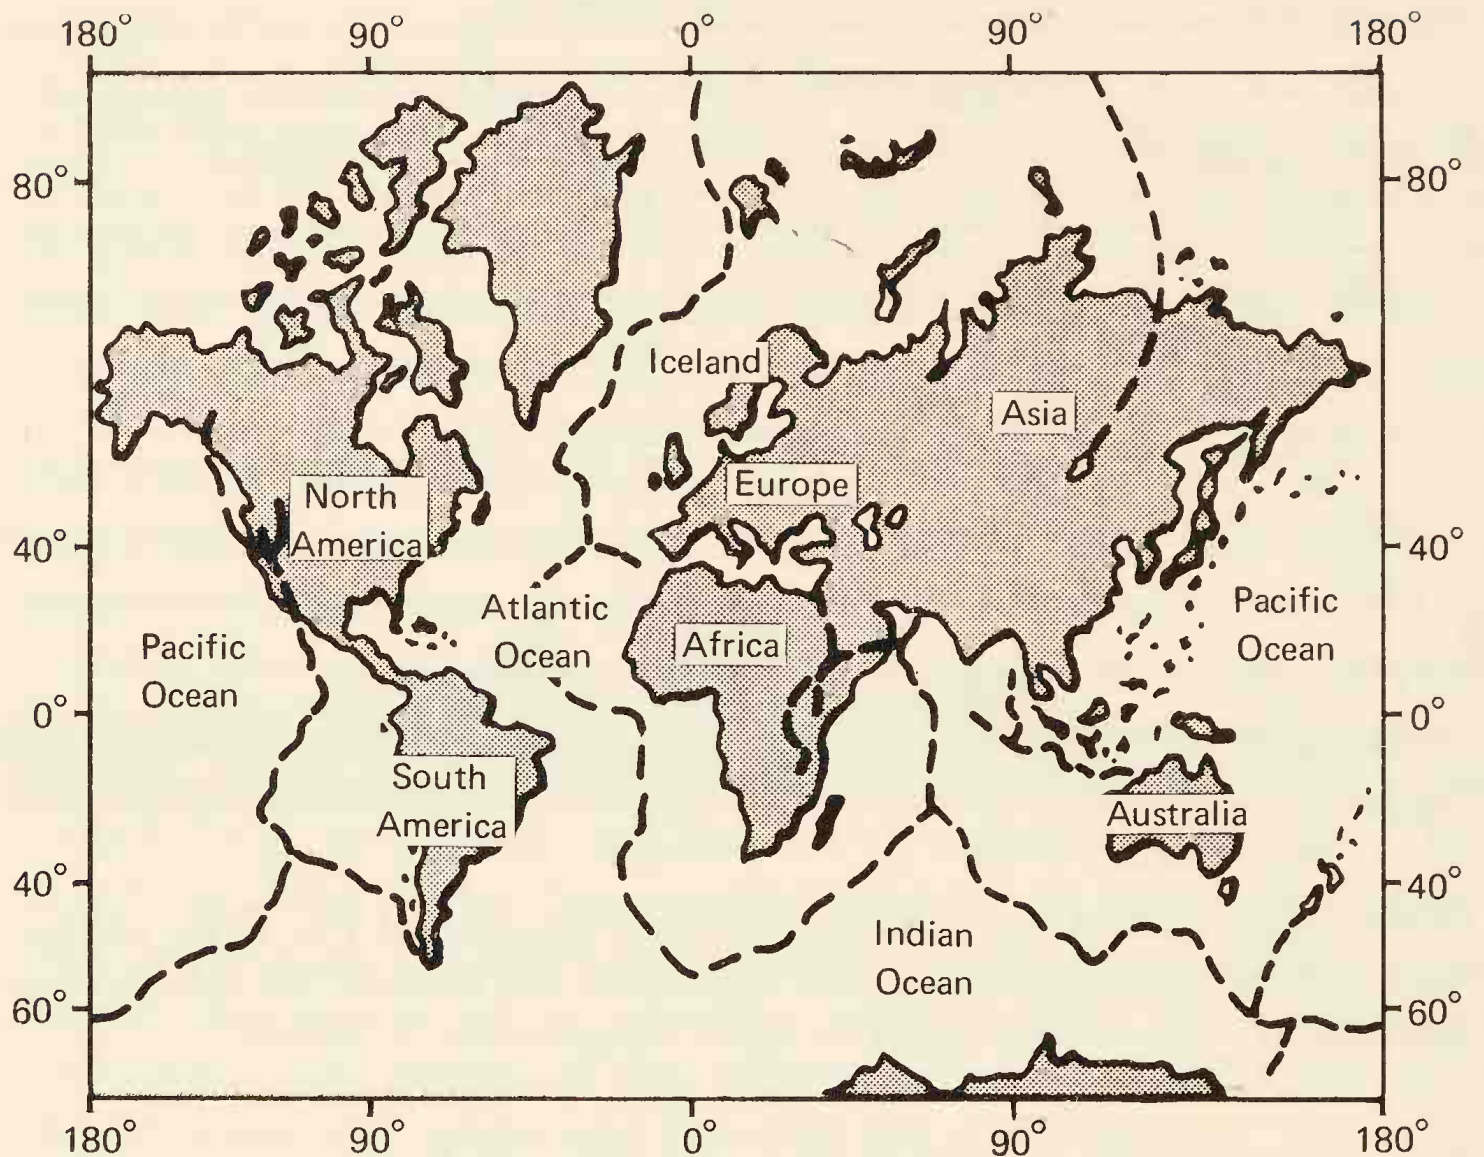 180° 90° 0° 90° 180°
80° 80°
Iceland
Asia
Europe
North
America
40° 40°
Atlantic
Ocean
Africa
Pacific
Ocean
Pacific
Ocean
0° 0°
South
America
Australia
40° 40°
Indian
Ocean
60° 60°
180° 90° 0° 90° 180°